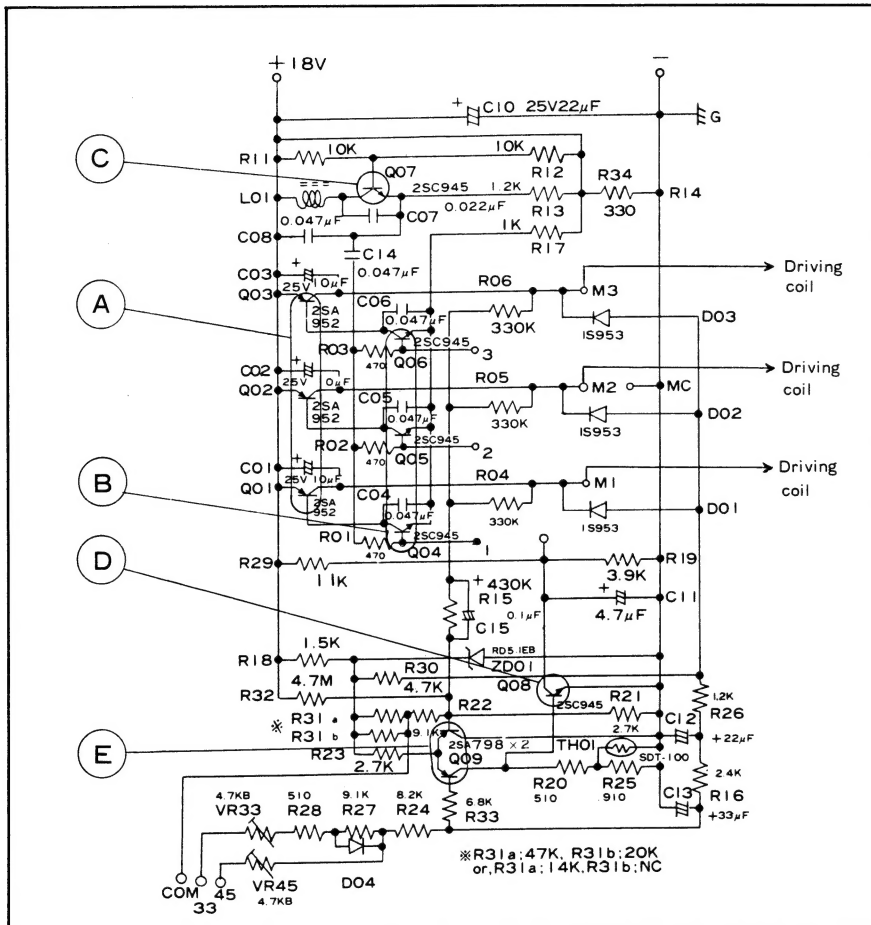 + 18V
−
+ C10 25V22μF
G
C
R11 10K 10K
Q07
R12
R34
L01 2SC945 1.2K
R14
0.022μF R13 330
0.047μF C07
1K
C08
R17
C14
0.047μF
C03 + 10μF
R06
Driving
coil
Q03 25V
M3
A
2SA
952
C06
0.047μF
330K
1S953
D03
2SC945
R03
470
Q06
3
C02 +
R05
Driving
coil
Q02 25V 0μF
M2 MC
2SA
952
C05
0.047μF
330K
1S953
D02
2SC945
R02
470
Q05
2
C01 +
R04
Driving
coil
Q01 25V 10μF
M1
B
2SA
952
C04
0.047μF
330K
1S953
D01
2SC945
R01
470
Q04
1
D
R29
R19
11K
3.9K
+ 430K
R15
+
C11
0.1μF
4.7μF
C15
1.5K
RD5.1EB
R18
ZD01
R30
4.7M
4.7K
Q08
R32
R22
2SC945
R21
1.2K
R26
※ R31a
2.7K
C12
R31b
9.1K
2SA798 ×2
TH01
+22μF
E
R23
Q09
SDT-100
2.7K
R20
510
R25
.910
C13
2.4K
R16
4.7KB 510 9.1K 8.2K
6.8K
VR33 R28 R27 R24
R33
+33μF
※R31a;47K, R31b;20K
or,R31a;14K,R31b;NC
VR45
4.7KB
D04
COM
33
45